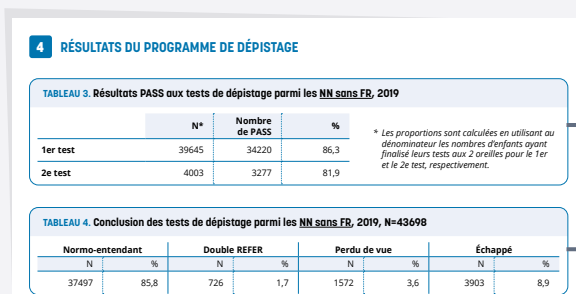 4 RÉSULTATS DU PROGRAMME DE DÉPISTAGE
TABLEAU 3. Résultats PASS aux tests de dépistage parmi les NN sans FR, 2019
N* Nombre de PASS %
1er test 39645 34220 86,3
2e test 4003 3277 81,9
* Les proportions sont calculées en utilisant au
dénominateur les nombres d'enfants ayant
finalisé leurs tests aux 2 oreilles pour le 1er
et le 2e test, respectivement.
TABLEAU 4. Conclusion des tests de dépistage parmi les NN sans FR, 2019, N=43698
Normo-entendant Double REFER Perdu de vue Échappé
N % N % N % N %
37497 85,8 726 1,7 1572 3,6 3903 8,9